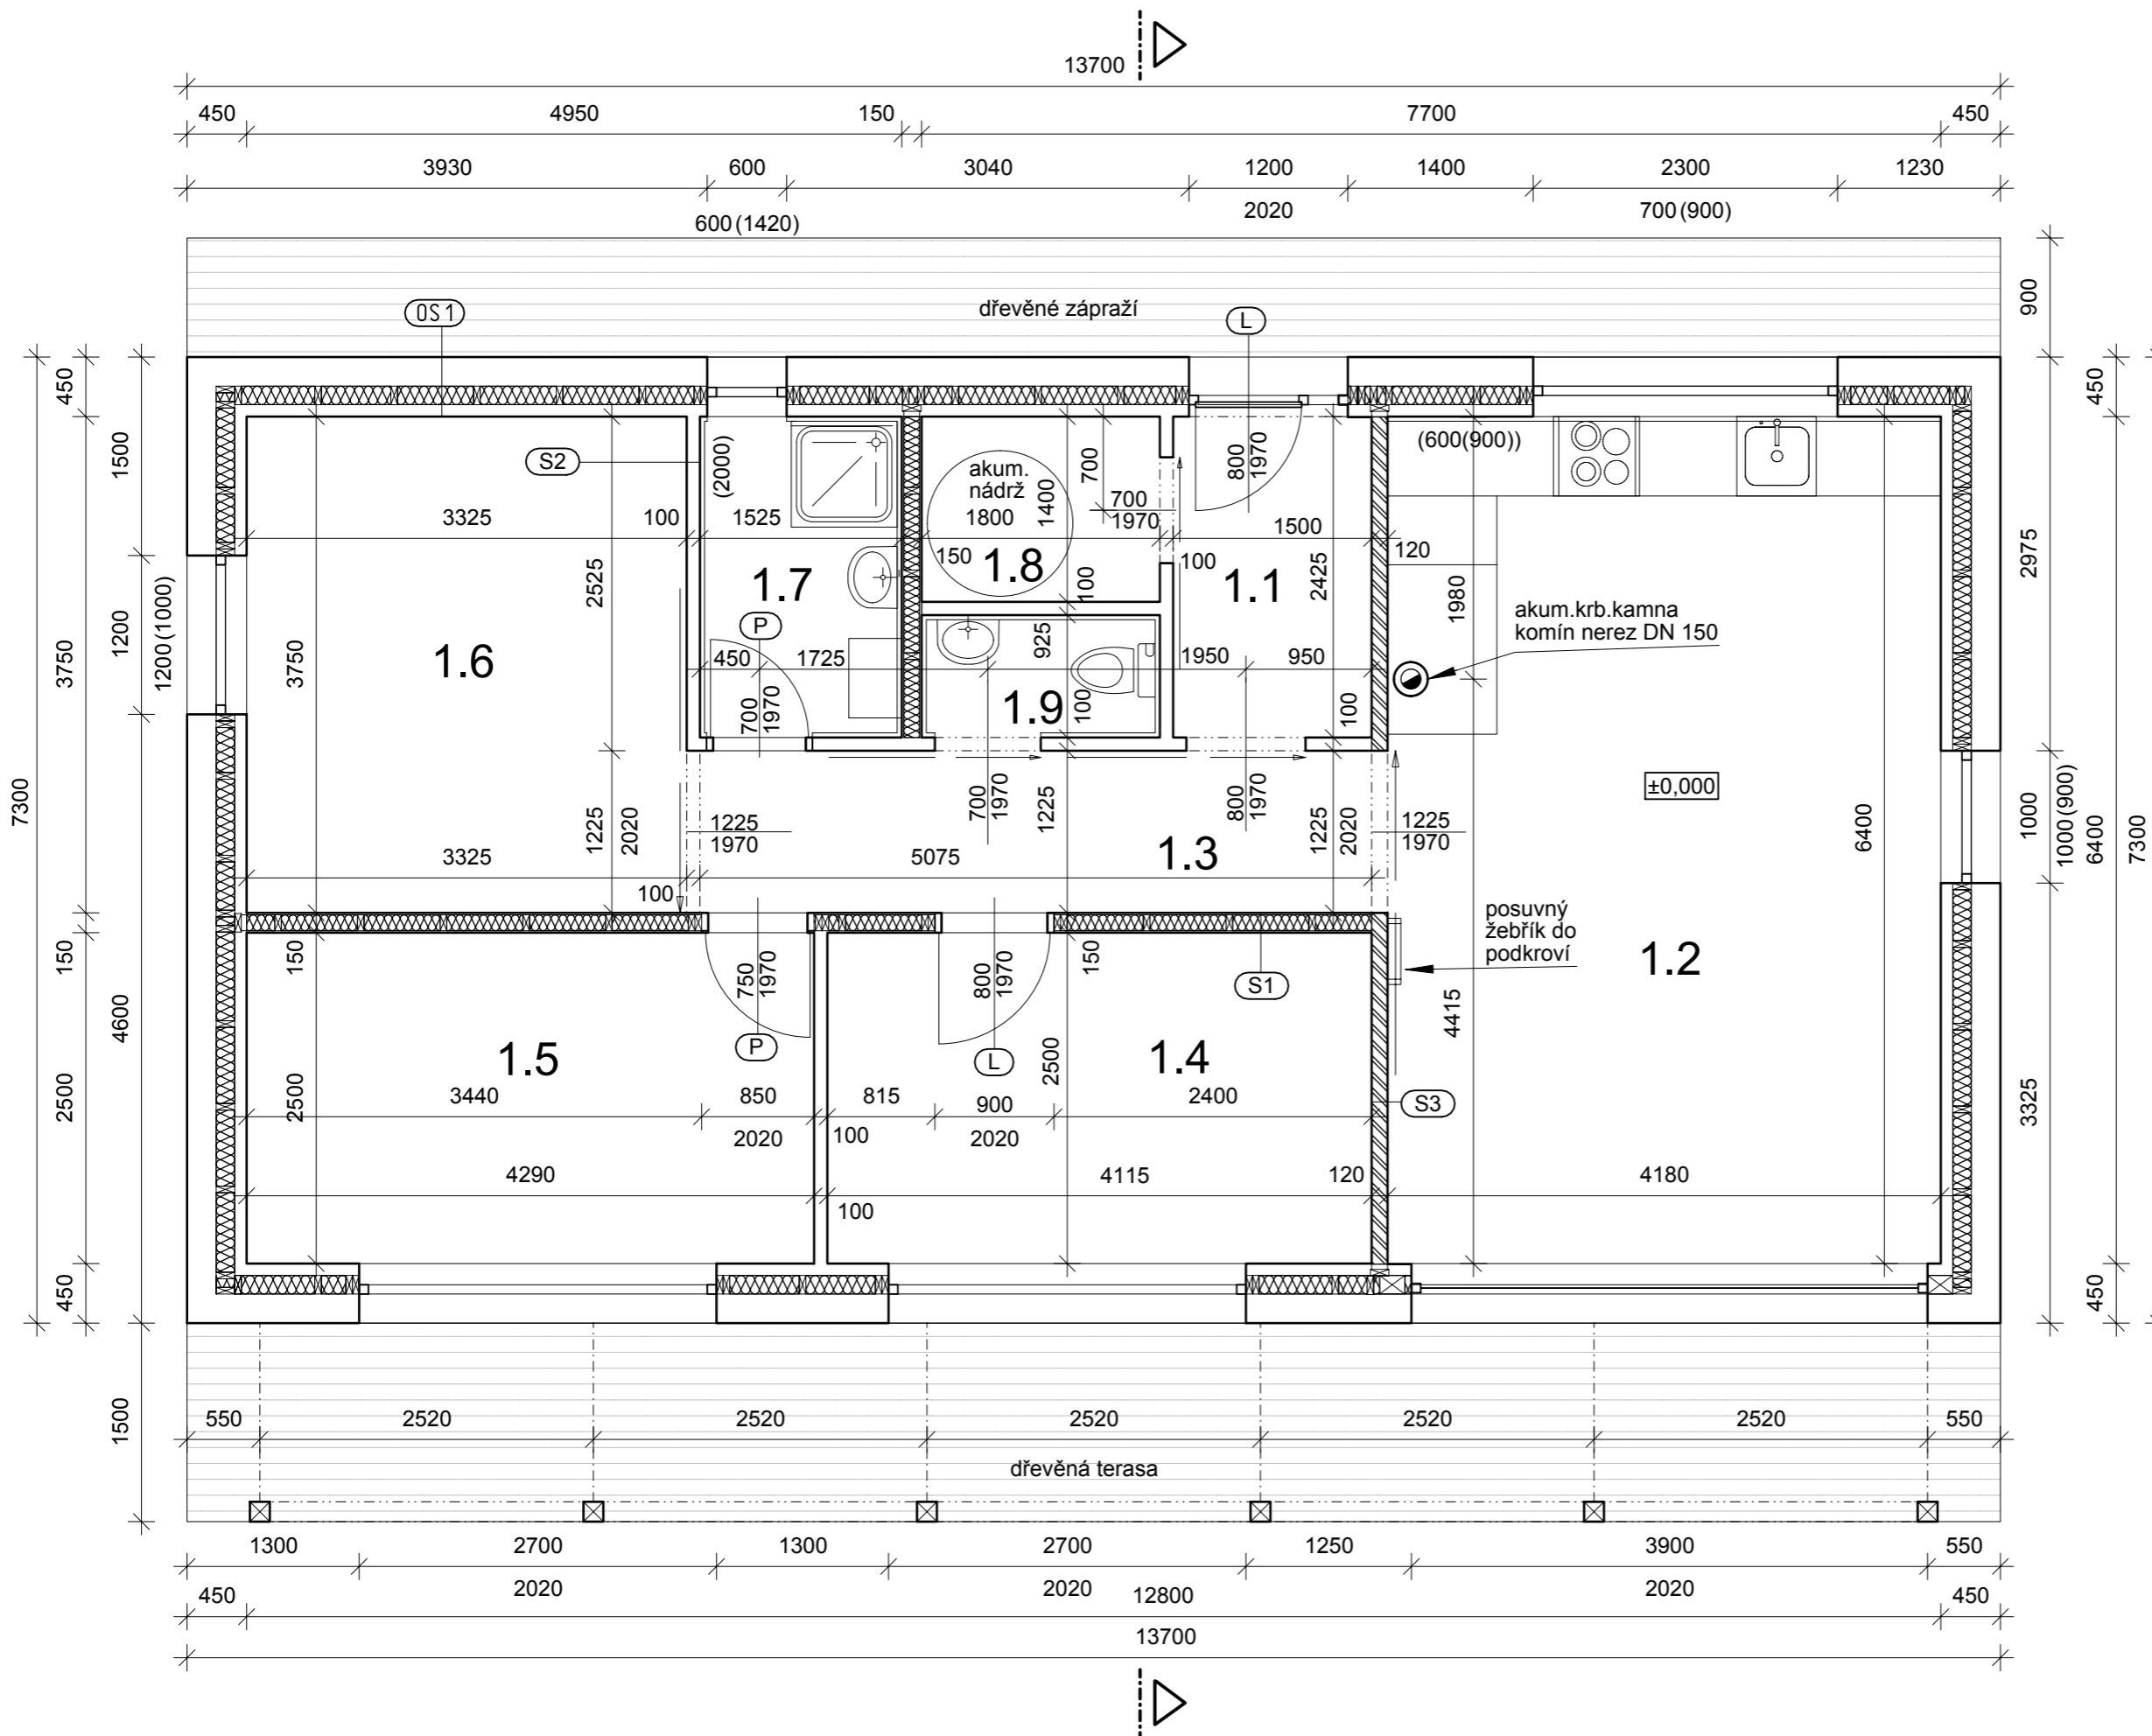 13700
450 4950 150 7700 450
3930 600 3040 1200 1400 2300 1230
600(1420) 2020 700(900)
dřevěné zápraží
OS1
L
900
450
1500
1200
1200(1000)
3750
150
4600
2500
450
7300
1500
S2
(2000)
akum.
nádrž
1800
1400
700
700
1970
800
1970
(600(900))
3325 100 1525 150 1500 120
1.8
1.7
1.1
100
2425
2525
100
1980
akum.krb.kamna
komín nerez DN 150
1.6
3750
P
450 1725
925
1950 950
700
1970
1.9
100
100
±0,000
450
2975
1000
1000(900)
6400
7300
3325
450
1225
2020
1225
1970
700
1970
1225
800
1970
1225
2020
1225
1970
6400
1.3
3325 5075
100
posuvný
žebřík do
podkroví
1.2
150
750
1970
800
1970
150
S1
4415
1.5
P
L
1.4
2500
2500
S3
3440 850 815 900 2400
2020 100 2020
4290 4115 120 4180
100
550 2520 2520 2520 2520 2520 550
dřevěná terasa
1300 2700 1300 2700 1250 3900 550
2020 2020 2020
450 12800 450
13700